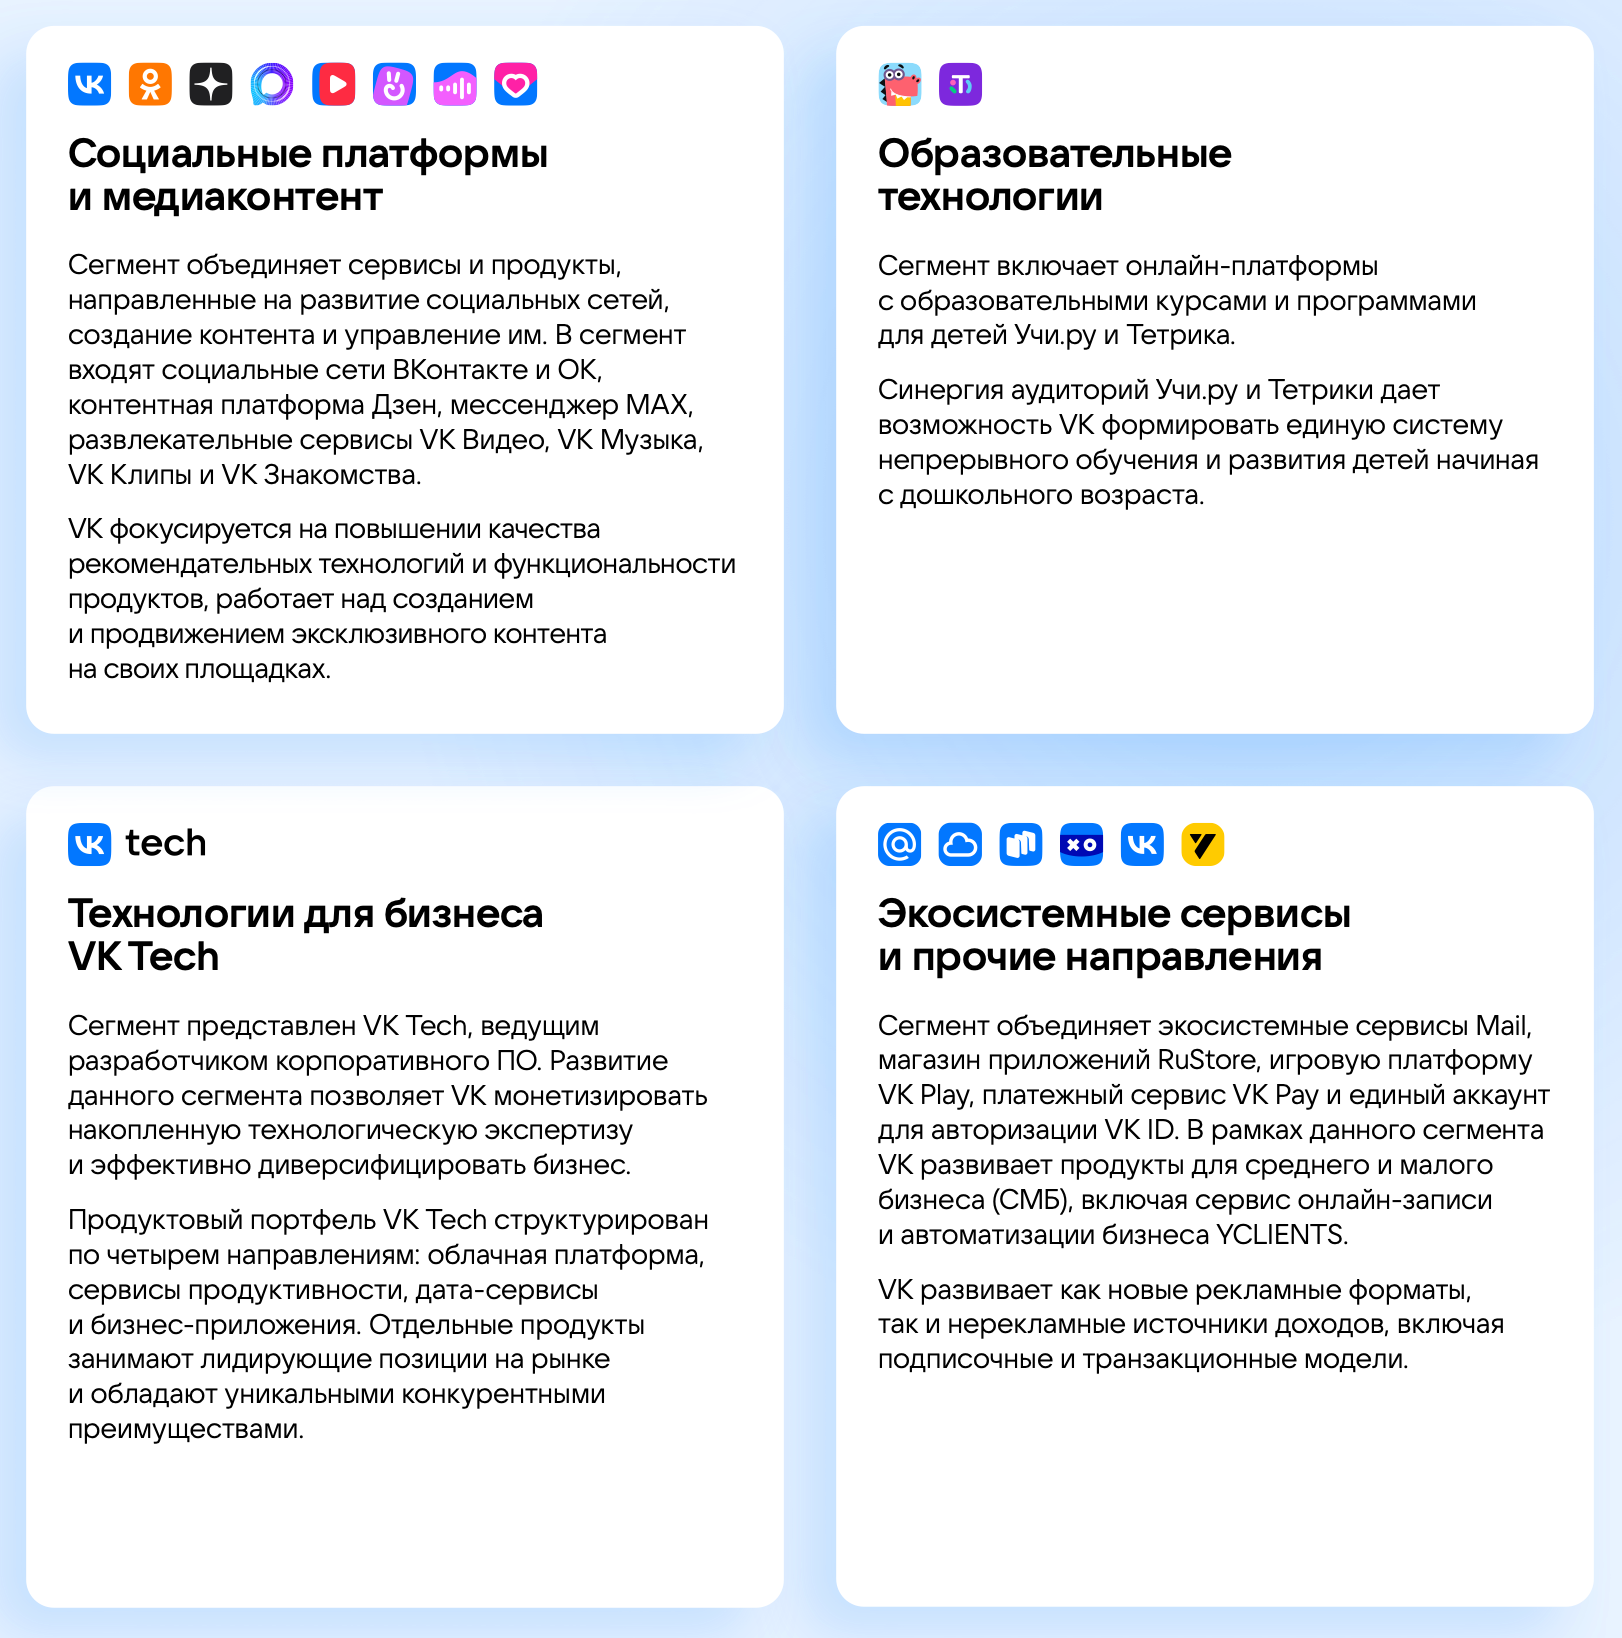 Социальные платформы
и медиаконтент
Сегмент объединяет сервисы и продукты,
направленные на развитие социальных сетей,
создание контента и управление им. В сегмент
входят социальные сети ВКонтакте и ОК,
контентная платформа Дзен, мессенджер MAX,
развлекательные сервисы VK Видео, VK Музыка,
VK Клипы и VK Знакомства.
VK фокусируется на повышении качества
рекомендательных технологий и функциональности
продуктов, работает над созданием
и продвижением эксклюзивного контента
на своих площадках.
Образовательные
технологии
Сегмент включает онлайн-платформы
с образовательными курсами и программами
для детей Учи.ру и Тетрика.
Синергия аудиторий Учи.ру и Тетрики дает
возможность VK формировать единую систему
непрерывного обучения и развития детей начиная
с дошкольного возраста.
VK tech
Технологии для бизнеса
VK Tech
Сегмент представлен VK Tech, ведущим
разработчиком корпоративного ПО. Развитие
данного сегмента позволяет VK монетизировать
накопленную технологическую экспертизу
и эффективно диверсифицировать бизнес.
Продуктовый портфель VK Tech структурирован
по четырем направлениям: облачная платформа,
сервисы продуктивности, дата-сервисы
и бизнес-приложения. Отдельные продукты
занимают лидирующие позиции на рынке
и обладают уникальными конкурентными
преимуществами.
Экосистемные сервисы
и прочие направления
Сегмент объединяет экосистемные сервисы Mail,
магазин приложений RuStore, игровую платформу
VK Play, платежный сервис VK Pay и единый аккаунт
для авторизации VK ID. В рамках данного сегмента
VK развивает продукты для среднего и малого
бизнеса (СМБ), включая сервис онлайн-записи
и автоматизации бизнеса YCLIENTS.
VK развивает как новые рекламные форматы,
так и нерекламные источники доходов, включая
подписочные и транзакционные модели.